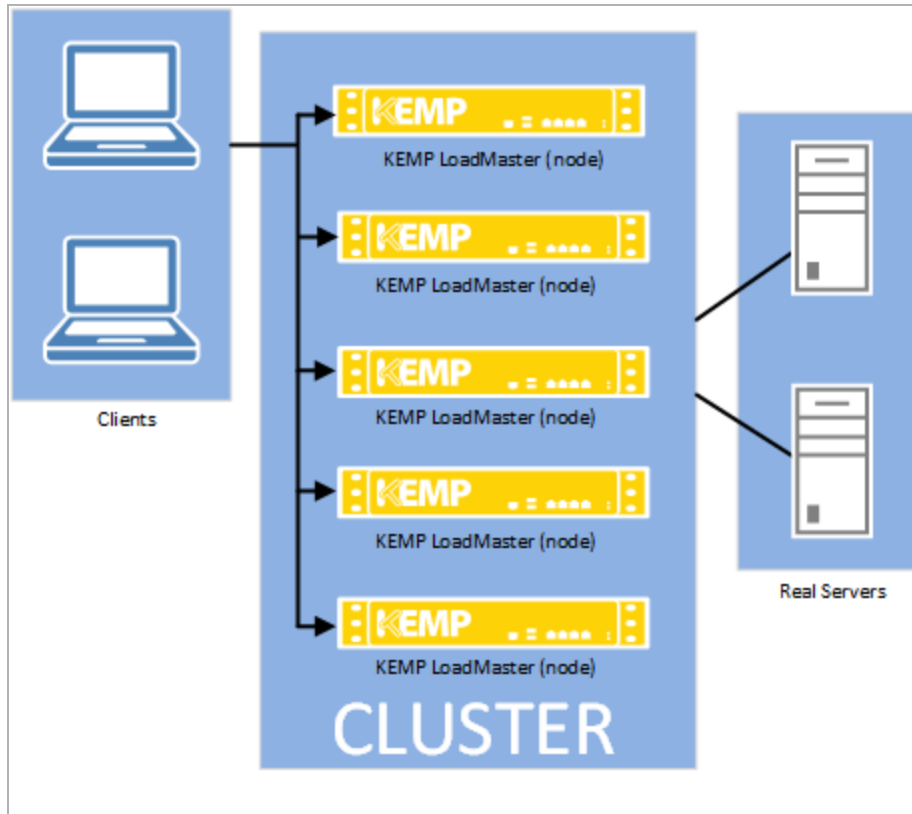 KEMP
KEMP LoadMaster (node)
KEMP
KEMP LoadMaster (node)
KEMP
KEMP LoadMaster (node)
KEMP
KEMP LoadMaster (node)
KEMP
KEMP LoadMaster (node)
CLUSTER
Clients
Real Servers